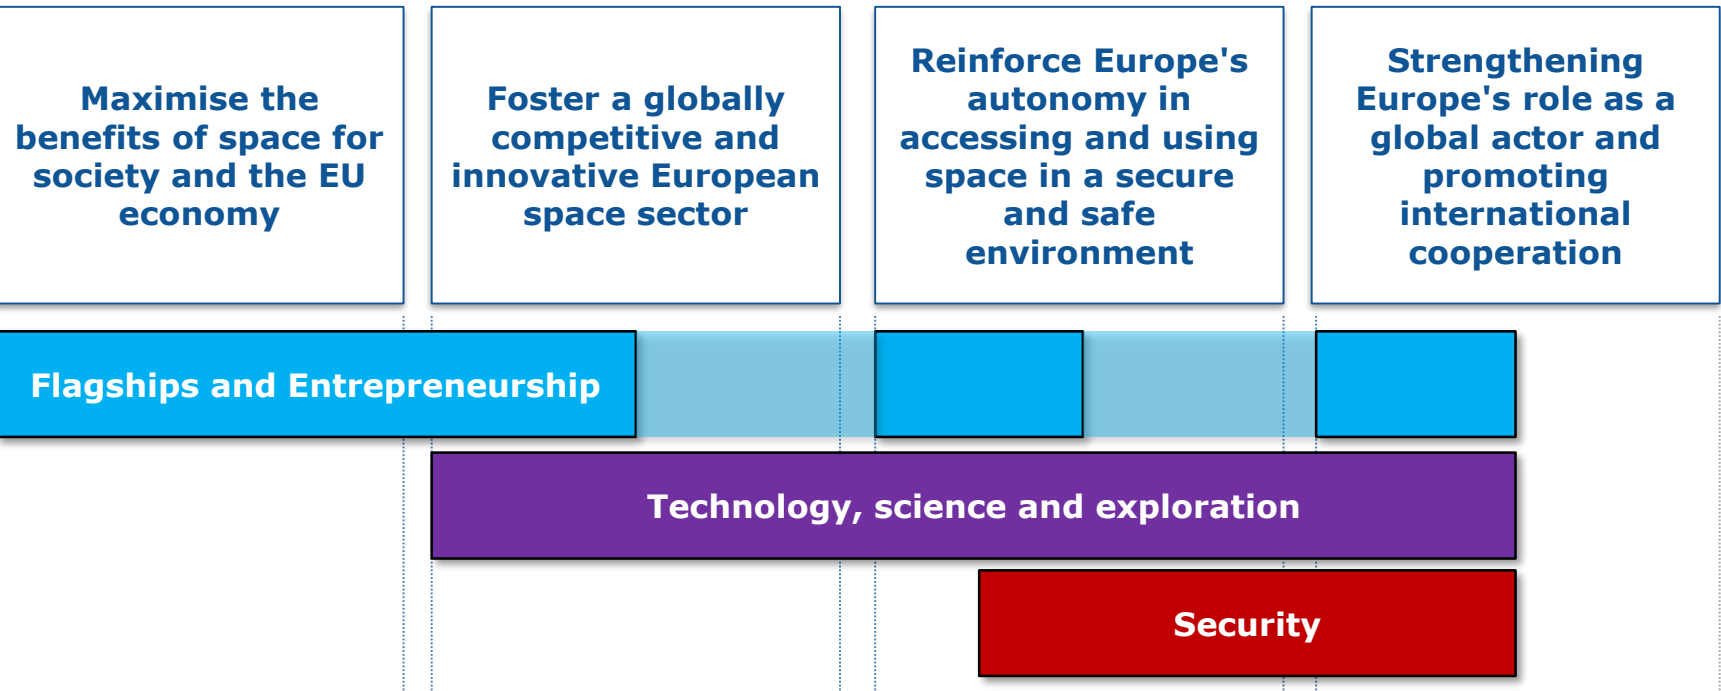 Maximise the
benefits of space for
society and the EU
economy
Foster a globally
competitive and
innovative European
space sector
Reinforce Europe's
autonomy in
accessing and using
space in a secure
and safe
environment
Strengthening
Europe's role as a
global actor and
promoting
international
cooperation
Flagships and Entrepreneurship
Technology, science and exploration
Security